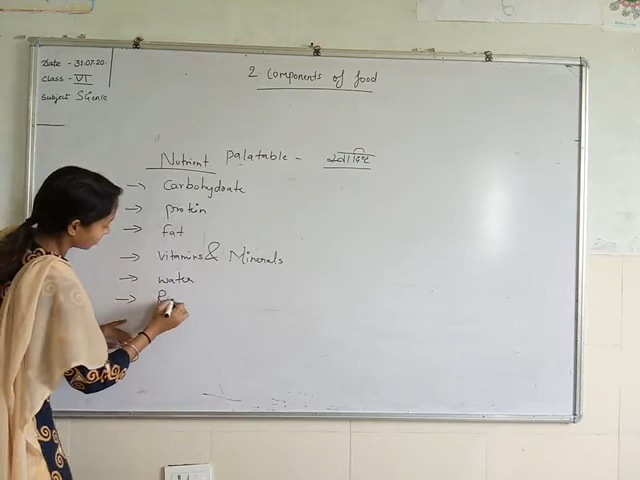 Date - 31.07.20
Class - VI
Subject Science
2. Components of food
Nutrient Palatable - स्वादिष्ट
→ Carbohydrate
→ protein
→ fat
→ Vitamins & Minerals
→ water
→ R